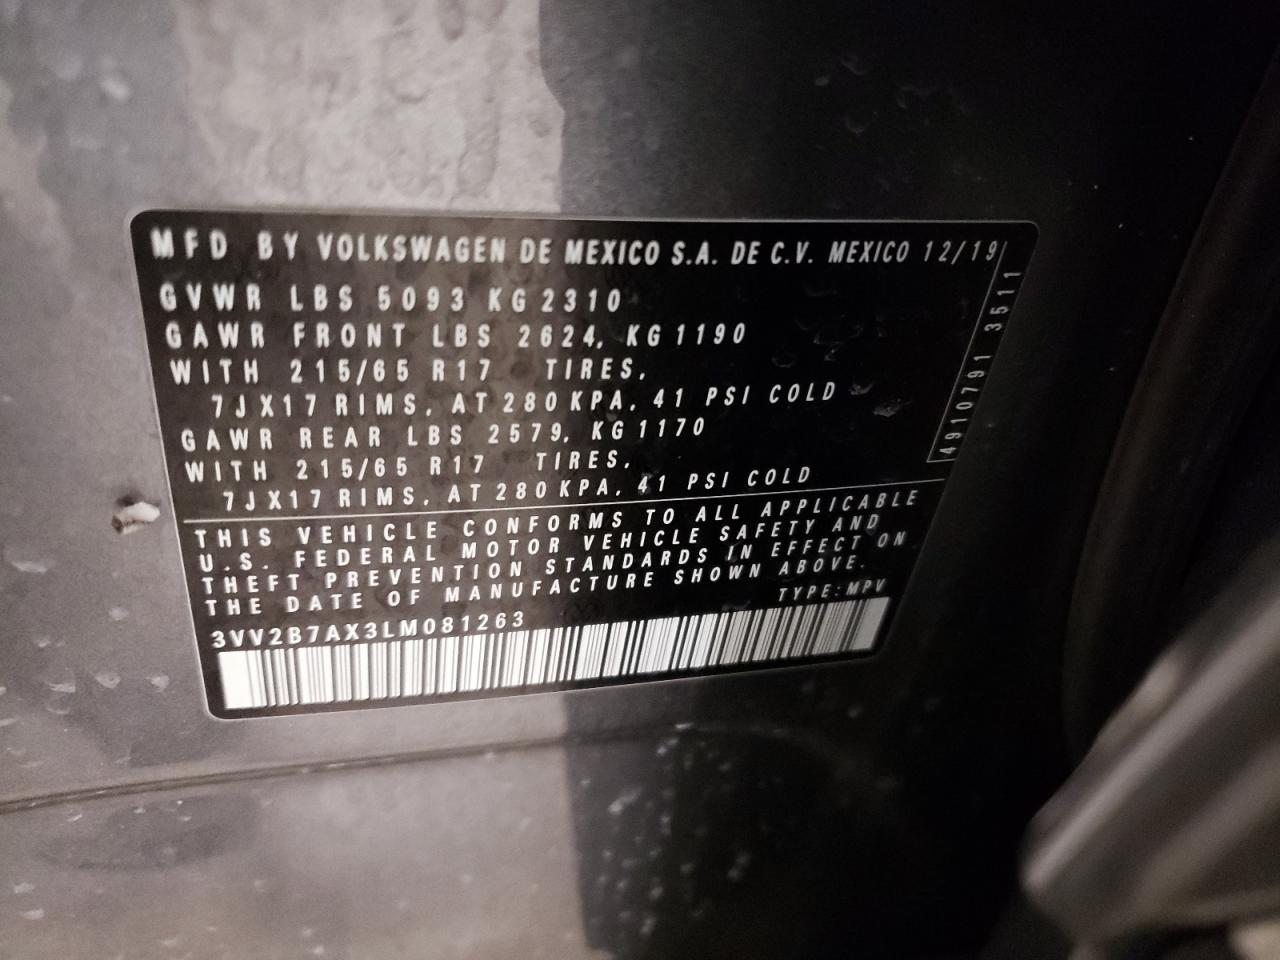 MFD BY VOLKSWAGEN DE MEXICO S.A. DE C.V. MEXICO 12/19
GVWR LBS 5093 KG 2310
GAWR FRONT LBS 2624, KG 1190
WITH 215/65 R17 TIRES,
7JX17 RIMS, AT 280 KPA, 41 PSI COLD
GAWR REAR LBS 2579, KG 1170
WITH 215/65 R17 TIRES,
7JX17 RIMS, AT 280 KPA, 41 PSI COLD
4910791 3511
THIS VEHICLE CONFORMS TO ALL APPLICABLE
U.S. FEDERAL MOTOR VEHICLE SAFETY AND
THEFT PREVENTION STANDARDS IN EFFECT ON
THE DATE OF MANUFACTURE SHOWN ABOVE.
TYPE: MPV
3VV2B7AX3LM081263